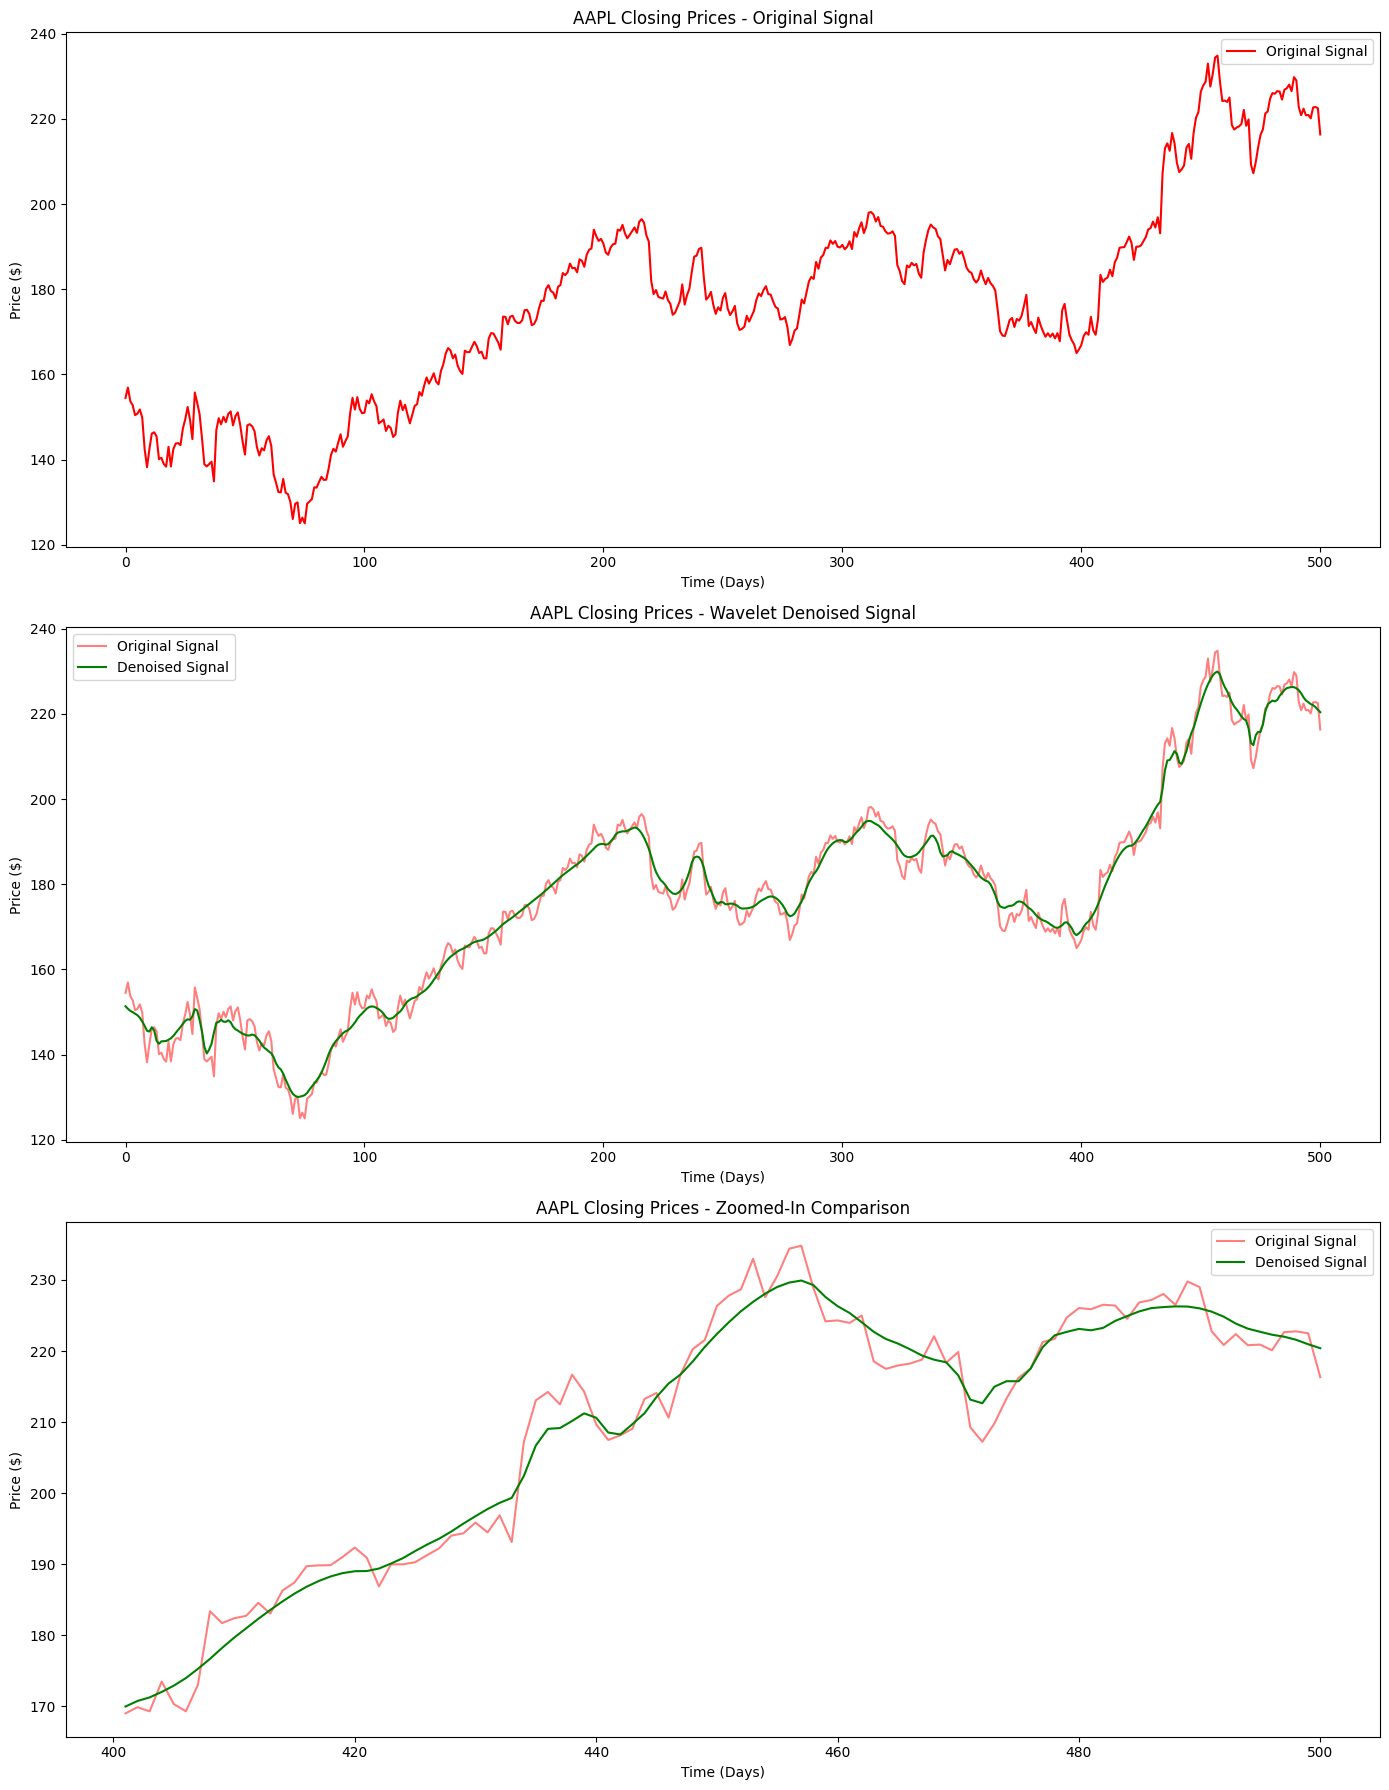 AAPL Closing Prices - Original Signal
Original Signal
Price ($)
240
220
200
180
160
140
120
0 100 200 300 400 500
Time (Days)
AAPL Closing Prices - Wavelet Denoised Signal
Original Signal
Denoised Signal
Price ($)
240
220
200
180
160
140
120
0 100 200 300 400 500
Time (Days)
AAPL Closing Prices - Zoomed-In Comparison
Original Signal
Denoised Signal
Price ($)
230
220
210
200
190
180
170
400 420 440 460 480 500
Time (Days)